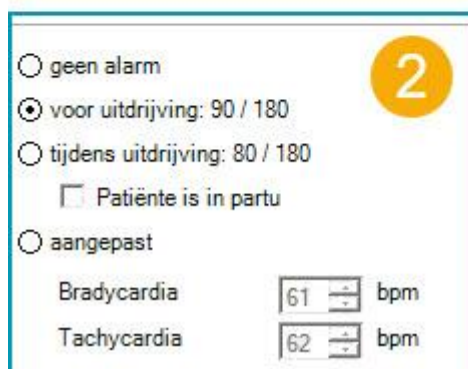 geen alarm
2
voor uitdrijving: 90 / 180
tijdens uitdrijving: 80 / 180
Patiënte is in partu
aangepast
Bradycardia 61 bpm
Tachycardia 62 bpm